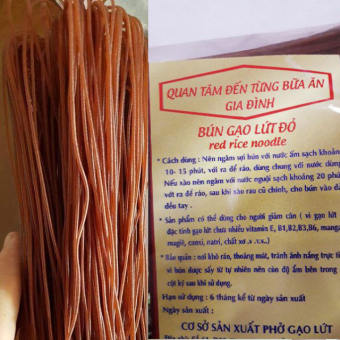 QUAN TÂM ĐẾN TỪNG BỮA ĂN
GIA ĐÌNH
BÚN GẠO LỨT ĐỎ
red rice noodle
* Cách dùng : Nên ngâm sợi bún với nước ấm sạch khoảng
10- 15 phút, vớt ra để ráo, dùng chung với nước dùng
Nếu xào nên ngâm với nước nguội sạch khoảng 20 phút
vớt ra để ráo, sau khi xào rau củ chính, cho bún vào đả
đều tay .
* Sản phẩm có thể dùng cho người giảm cân ( vì gạo lứt
đặc tính gạo lứt chứa nhiều vitamin E, B1,B2,B3,B6, manga
magiê, canxi, natri, chất xơ.v .v.v..)
* Bảo quản : nơi khô ráo, thoáng mát, tránh ánh nắng trực ti
vì bún được sấy từ tự nhiên nên còn độ ẩm bên trong
cột kỹ sau khi sử dụng.
Hạn sử dụng : 6 tháng kể từ ngày sản xuất
Ngày sản xuất :
CƠ SỞ SẢN XUẤT PHỞ GẠO LỨT